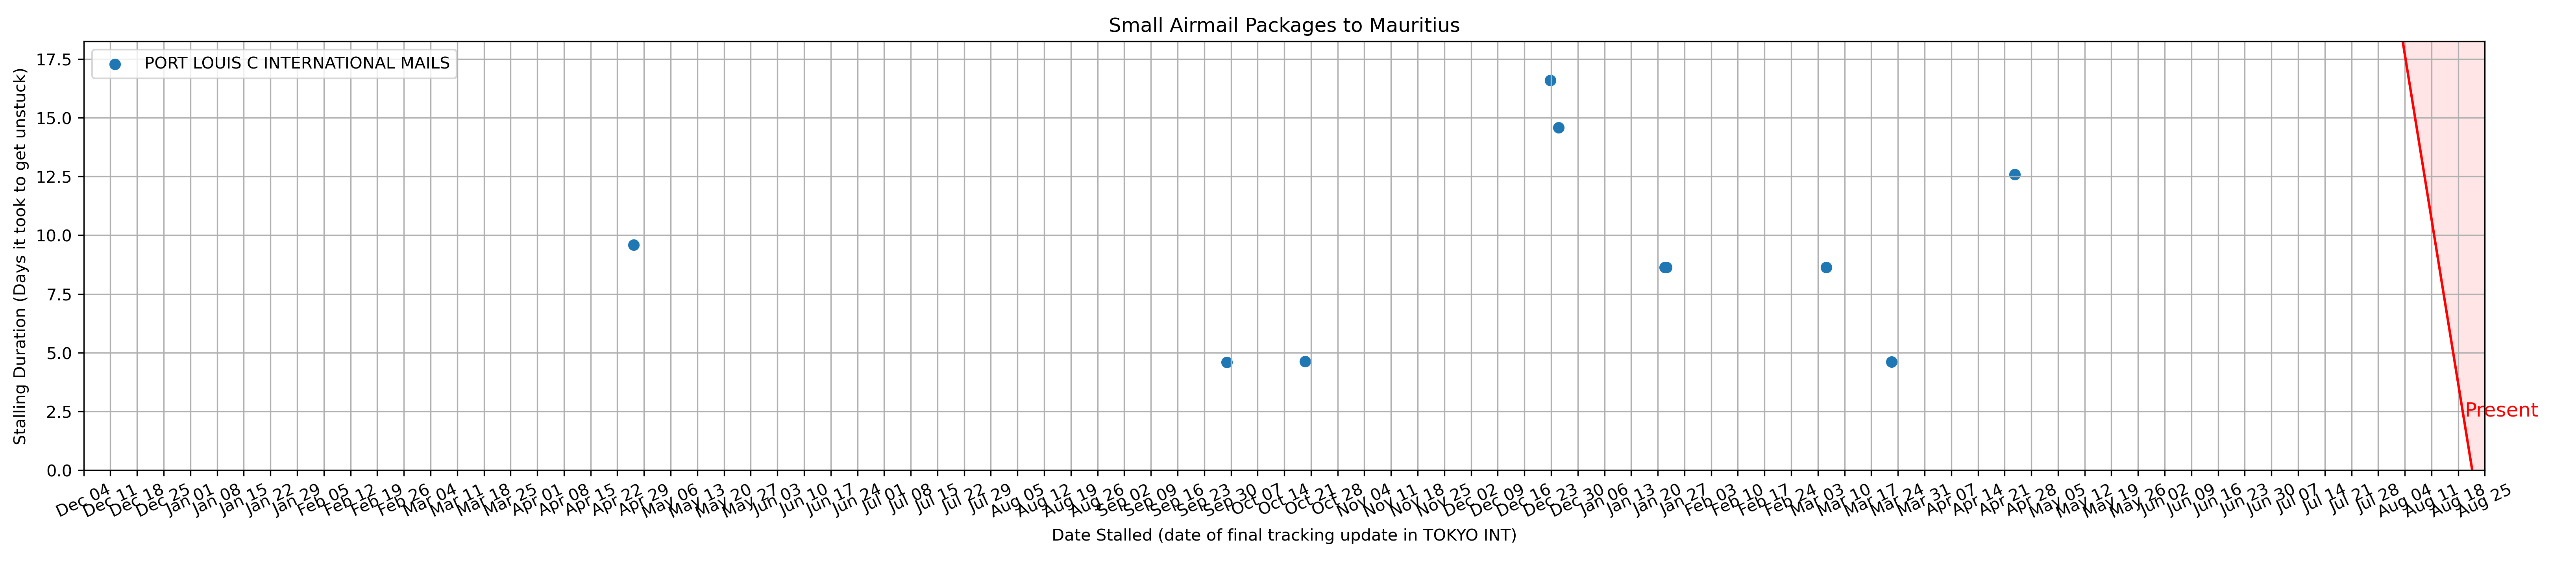 Small Airmail Packages to Mauritius
PORT LOUIS C INTERNATIONAL MAILS
Stalling Duration (Days it took to get unstuck)
17.5
15.0
12.5
10.0
7.5
5.0
2.5
0.0
Present
Dec 04
Dec 11
Dec 18
Dec 25
Jan 01
Jan 08
Jan 15
Jan 22
Jan 29
Feb 05
Feb 12
Feb 19
Feb 26
Mar 04
Mar 11
Mar 18
Mar 25
Apr 01
Apr 08
Apr 15
Apr 22
Apr 29
May 06
May 13
May 20
May 27
Jun 03
Jun 10
Jun 17
Jun 24
Jul 01
Jul 08
Jul 15
Jul 22
Jul 29
Aug 05
Aug 12
Aug 19
Aug 26
Sep 02
Sep 09
Sep 16
Sep 23
Sep 30
Oct 07
Oct 14
Oct 21
Oct 28
Nov 04
Nov 11
Nov 18
Nov 25
Dec 02
Dec 09
Dec 16
Dec 23
Dec 30
Jan 06
Jan 13
Jan 20
Jan 27
Feb 03
Feb 10
Feb 17
Feb 24
Mar 03
Mar 10
Mar 17
Mar 24
Mar 31
Apr 07
Apr 14
Apr 21
Apr 28
May 05
May 12
May 19
May 26
Jun 02
Jun 09
Jun 16
Jun 23
Jun 30
Jul 07
Jul 14
Jul 21
Jul 28
Aug 04
Aug 11
Aug 18
Aug 25
Date Stalled (date of final tracking update in TOKYO INT)